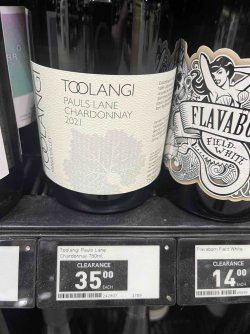 TOOLANGI
PAULS LANE
CHARDONNAY
2021
TOOLANGI
FLAVABO
FIELD
WHITE
Toolangi Pauls Lane
Chardonnay 750mL
CLEARANCE
35.00
EACH
Flavabom Field White
CLEARANCE
14.00
EACH